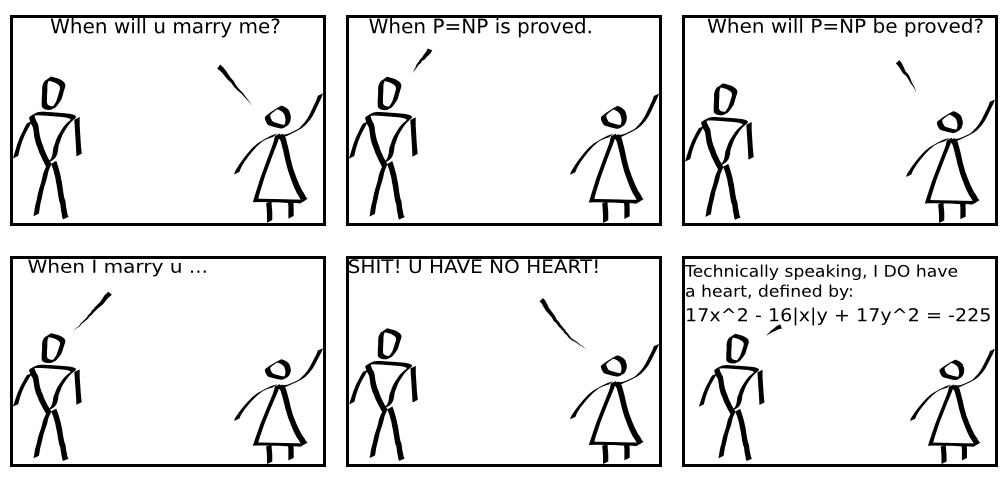 When will u marry me?
When P=NP is proved.
When will P=NP be proved?
When I marry u ...
SHIT! U HAVE NO HEART!
Technically speaking, I DO have
a heart, defined by:
17x^2 - 16|x|y + 17y^2 = -225